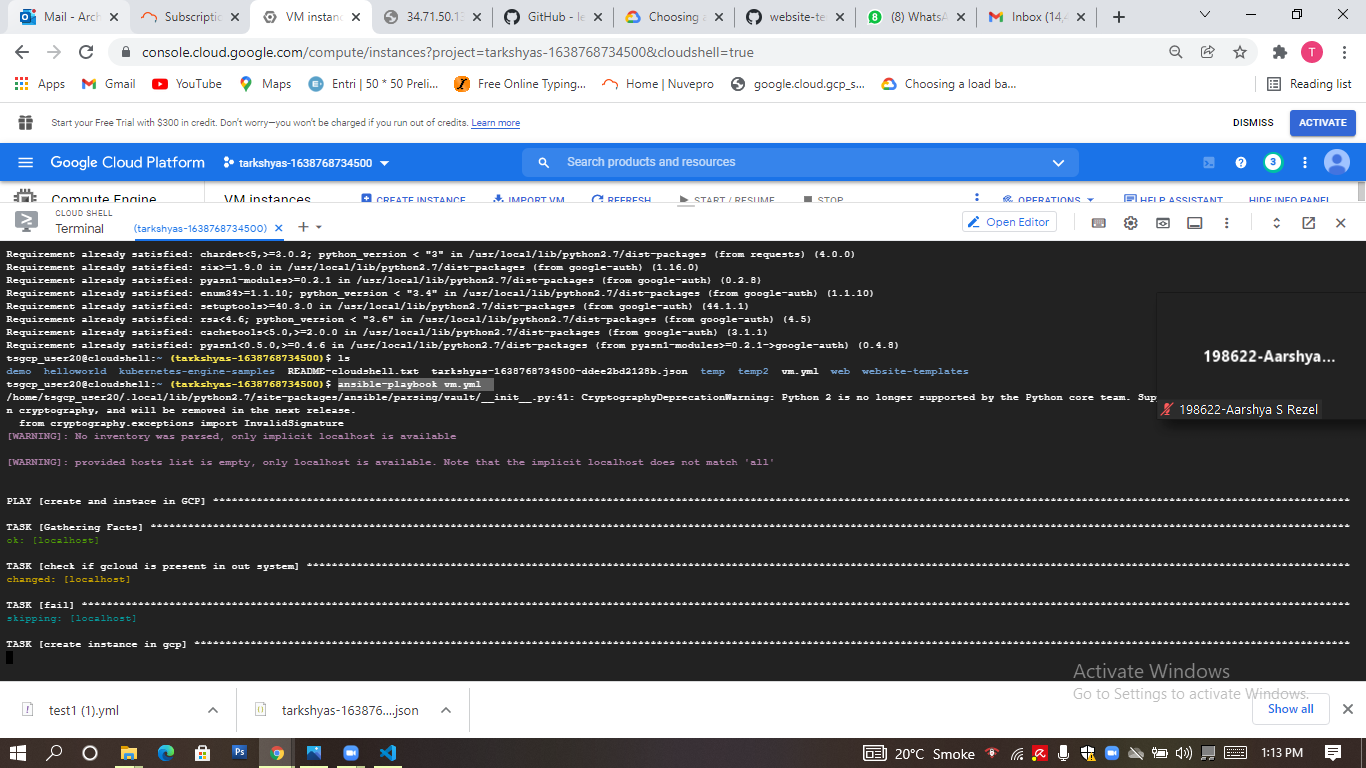 Mail - Arch
Subscriptic
VM instanc
34.71.50.13
GitHub - le
Choosing a
website-te
(8) WhatsA
Inbox (14,4
console.cloud.google.com/compute/instances?project=tarkshyas-1638768734500&cloudshell=true
T
Apps
Gmail
YouTube
Maps
Entri | 50 * 50 Preli...
Free Online Typing...
Home | Nuvepro
google.cloud.gcp_s...
Choosing a load ba...
Reading list
Start your Free Trial with $300 in credit. Don't worry—you won't be charged if you run out of credits. Learn more
DISMISS
ACTIVATE
Google Cloud Platform
tarkshyas-1638768734500
Search products and resources
3
Compute Engine
VM instances
CREATE INSTANCE
IMPORT VM
REFRESH
START / RESUME
STOP
OPERATIONS
HELP ASSISTANT
HIDE INFO PANEL
CLOUD SHELL
Terminal
(tarkshyas-1638768734500)
Open Editor
Requirement already satisfied: chardet<5,>=3.0.2; python_version < "3" in /usr/local/lib/python2.7/dist-packages (from requests) (4.0.0)
Requirement already satisfied: six>=1.9.0 in /usr/local/lib/python2.7/dist-packages (from google-auth) (1.16.0)
Requirement already satisfied: pyasn1-modules>=0.2.1 in /usr/local/lib/python2.7/dist-packages (from google-auth) (0.2.8)
Requirement already satisfied: enum34>=1.1.10; python_version < "3.4" in /usr/local/lib/python2.7/dist-packages (from google-auth) (1.1.10)
Requirement already satisfied: setuptools>=40.3.0 in /usr/local/lib/python2.7/dist-packages (from google-auth) (44.1.1)
Requirement already satisfied: rsa<4.6; python_version < "3.6" in /usr/local/lib/python2.7/dist-packages (from google-auth) (4.5)
Requirement already satisfied: cachetools<5.0,>=2.0.0 in /usr/local/lib/python2.7/dist-packages (from google-auth) (3.1.1)
Requirement already satisfied: pyasn1<0.5.0,>=0.4.6 in /usr/local/lib/python2.7/dist-packages (from pyasn1-modules>=0.2.1->google-auth) (0.4.8)
tsgcp_user20@cloudshell:~ (tarkshyas-1638768734500)$ ls
demo helloworld kubernetes-engine-samples README-cloudshell.txt tarkshyas-1638768734500-ddee2bd2128b.json temp temp2 vm.yml web website-templates
tsgcp_user20@cloudshell:~ (tarkshyas-1638768734500)$ ansible-playbook vm.yml
/home/tsgcp_user20/.local/lib/python2.7/site-packages/ansible/parsing/vault/__init__.py:41: CryptographyDeprecationWarning: Python 2 is no longer supported by the Python core team. Sup
n cryptography, and will be removed in the next release.
from cryptography.exceptions import InvalidSignature
[WARNING]: No inventory was parsed, only implicit localhost is available
[WARNING]: provided hosts list is empty, only localhost is available. Note that the implicit localhost does not match 'all'
PLAY [create and instace in GCP]
TASK [Gathering Facts]
ok: [localhost]
TASK [check if gcloud is present in out system]
changed: [localhost]
TASK [fail]
skipping: [localhost]
TASK [create instance in gcp]
198622-Aarshya...
198622-Aarshya S Rezel
Activate Windows
Go to Settings to activate Windows.
test1 (1).yml
tarkshyas-163876....json
Show all
Ps
20°C Smoke
1:13 PM